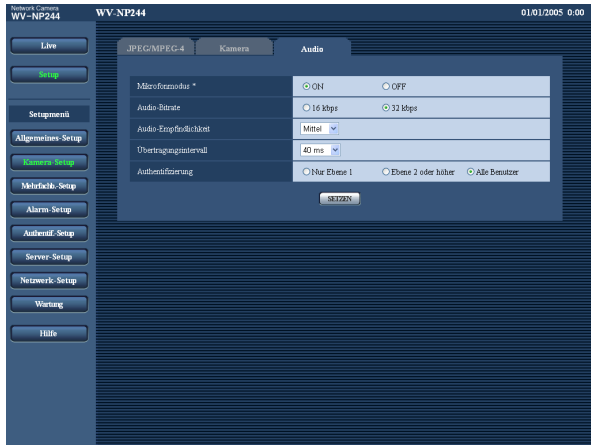 Network Camera
WV-NP244
WV-NP244 01/01/2005 0:00
Live
Setup
Setupmenü
Allgemeines-Setup
Kamera-Setup
Mehrfachb.-Setup
Alarm-Setup
Authentif.-Setup
Server-Setup
Netzwerk-Setup
Wartung
Hilfe
JPEG/MPEG-4 Kamera Audio
Mikrofonmodus * ON OFF
Audio-Bitrate 16 kbps 32 kbps
Audio-Empfindlichkeit Mittel
Übertragungsintervall 40 ms
Authentifizierung Nur Ebene 1 Ebene 2 oder höher Alle Benutzer
SETZEN